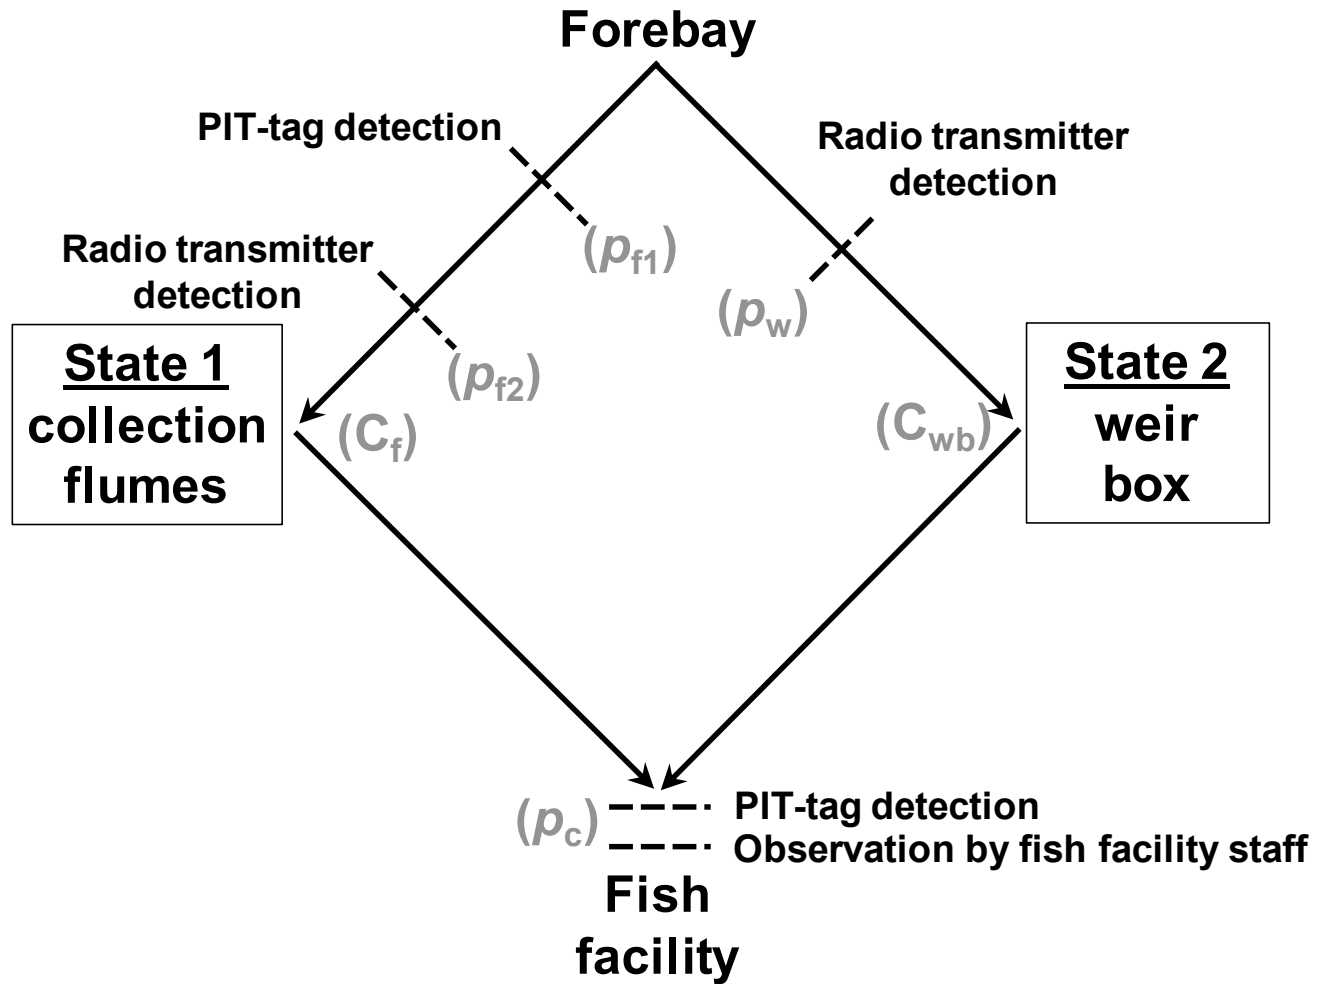 Forebay
PIT-tag detection
Radio transmitter
detection
(pf1)
Radio transmitter
detection
(pw)
(pf2)
State 1
collection
flumes
(Cf)
(Cwb)
State 2
weir
box
(pc)
PIT-tag detection
Observation by fish facility staff
Fish
facility